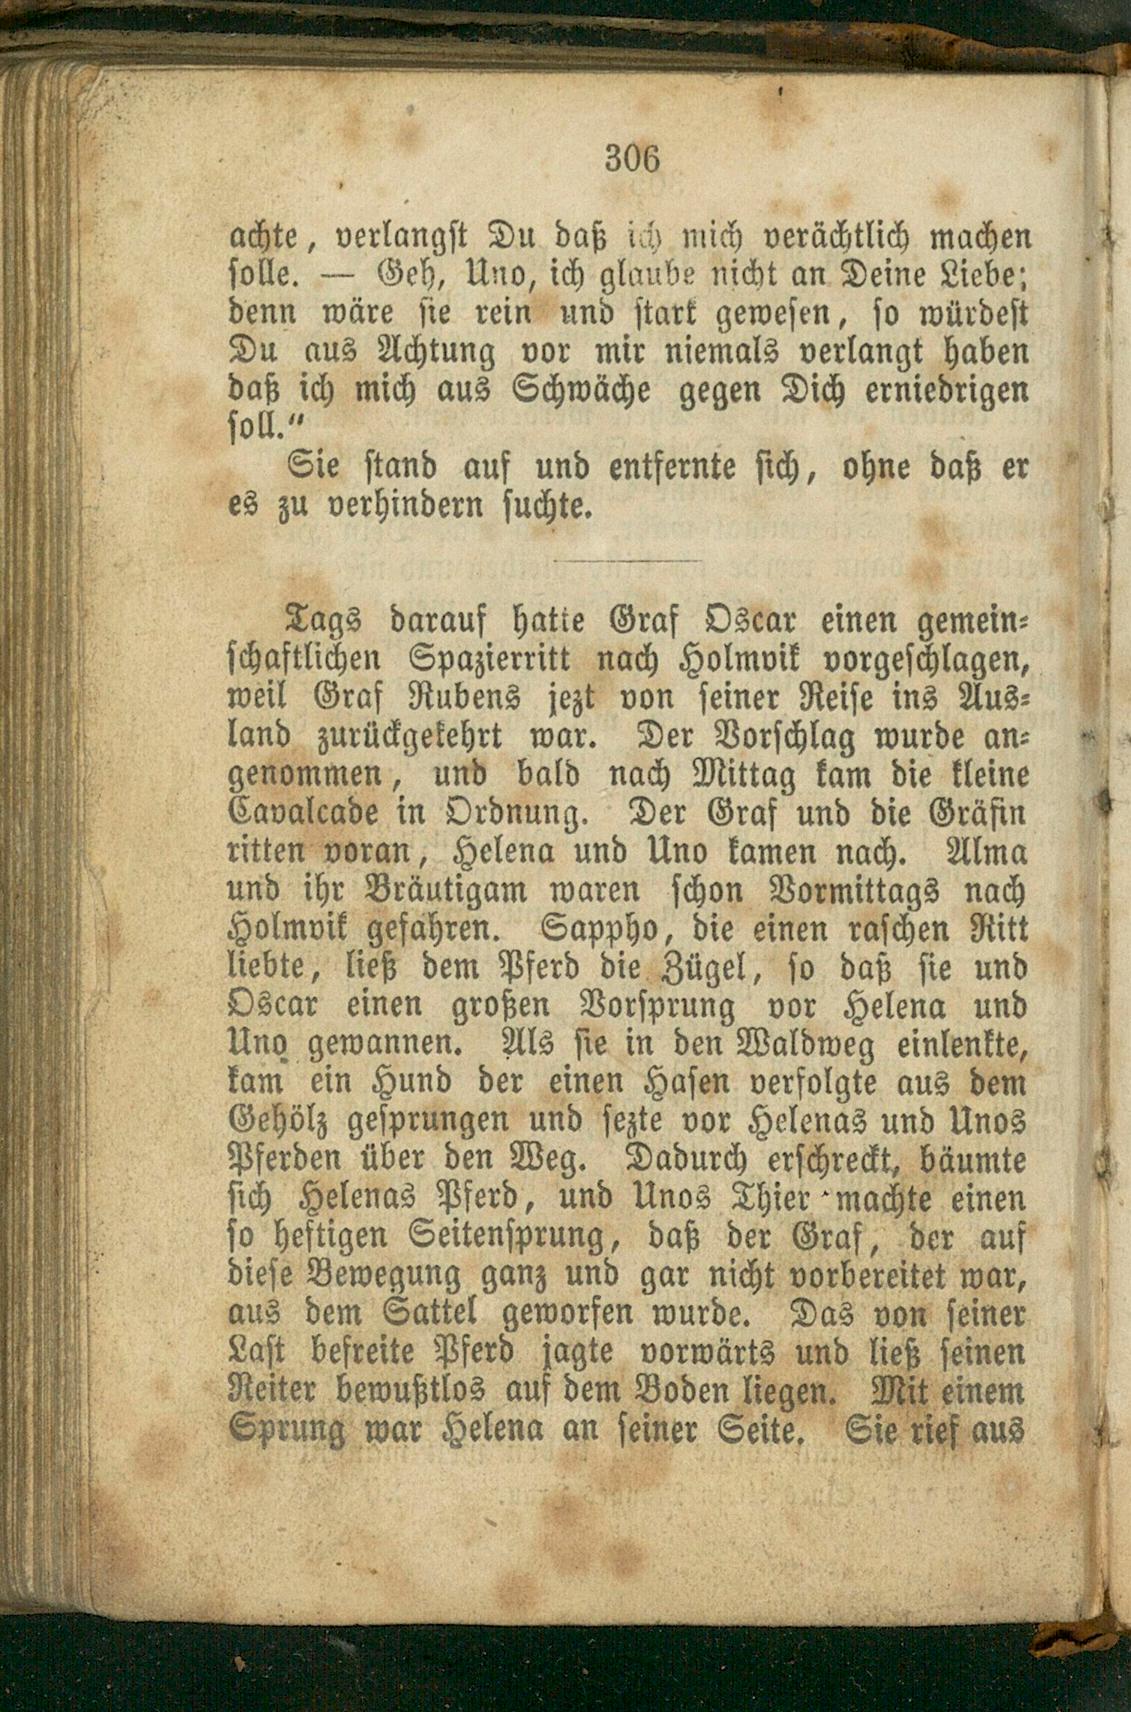 306
achte, verlangst Du daß ich mich verächtlich machen
solle. — Geh, Uno, ich glaube nicht an Deine Liebe;
denn wäre sie rein und stark gewesen, so würdest
Du aus Achtung vor mir niemals verlangt haben
daß ich mich aus Schwäche gegen Dich erniedrigen
soll.“
Sie stand auf und entfernte sich, ohne daß er
es zu verhindern suchte.
Tags darauf hatte Graf Oscar einen gemein-
schaftlichen Spazierritt nach Holmvik vorgeschlagen,
weil Graf Rubens jezt von seiner Reise ins Aus-
land zurückgekehrt war. Der Vorschlag wurde an-
genommen, und bald nach Mittag kam die kleine
Cavalcade in Ordnung. Der Graf und die Gräfin
ritten voran, Helena und Uno kamen nach. Alma
und ihr Bräutigam waren schon Vormittags nach
Holmvik gefahren. Sappho, die einen raschen Ritt
liebte, ließ dem Pferd die Zügel, so daß sie und
Oscar einen großen Vorsprung vor Helena und
Uno gewannen. Als sie in den Waldweg einlenkte,
kam ein Hund der einen Hasen verfolgte aus dem
Gehölz gesprungen und sezte vor Helenas und Unos
Pferden über den Weg. Dadurch erschreckt, bäumte
sich Helenas Pferd, und Unos Thier machte einen
so heftigen Seitensprung, daß der Graf, der auf
diese Bewegung ganz und gar nicht vorbereitet war,
aus dem Sattel geworfen wurde. Das von seiner
Last befreite Pferd jagte vorwärts und ließ seinen
Reiter bewußtlos auf dem Boden liegen. Mit einem
Sprung war Helena an seiner Seite. Sie rief aus